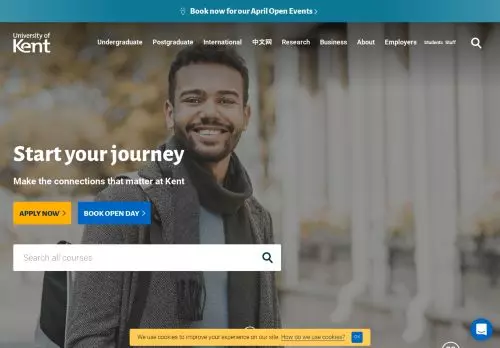 Book now for our April Open Events
University of
Kent
Undergraduate Postgraduate International 中文网 Research Business About Employers Students Staff
Start your journey
Make the connections that matter at Kent
APPLY NOW BOOK OPEN DAY
Search all courses
We use cookies to improve your experience on our site. How do we use cookies? OK